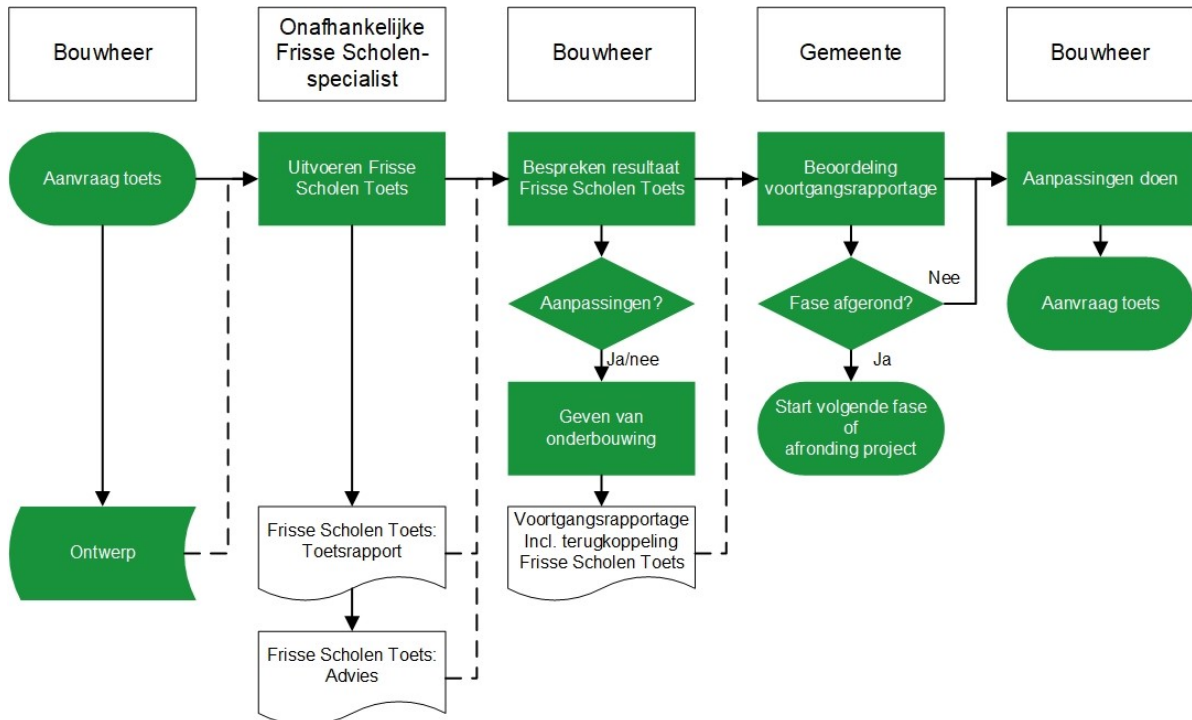 Bouwheer
Onafhankelijke
Frisse Scholen-
specialist
Bouwheer
Gemeente
Bouwheer
Aanvraag toets
Uitvoeren Frisse
Scholen Toets
Bespreken resultaat
Frisse Scholen Toets
Beoordeling
voortgangsrapportage
Aanpassingen doen
Aanpassingen?
Fase afgerond?
Nee
Aanvraag toets
Ja/nee
Ja
Geven van
onderbouwing
Start volgende fase
of
afronding project
Ontwerp
Frisse Scholen Toets:
Toetsrapport
Voortgangsrapportage
Incl. terugkoppeling
Frisse Scholen Toets
Frisse Scholen Toets:
Advies